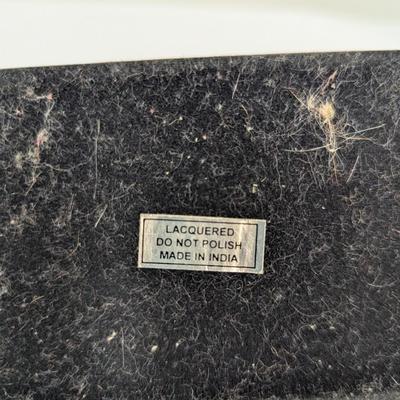 LACQUERED
DO NOT POLISH
MADE IN INDIA